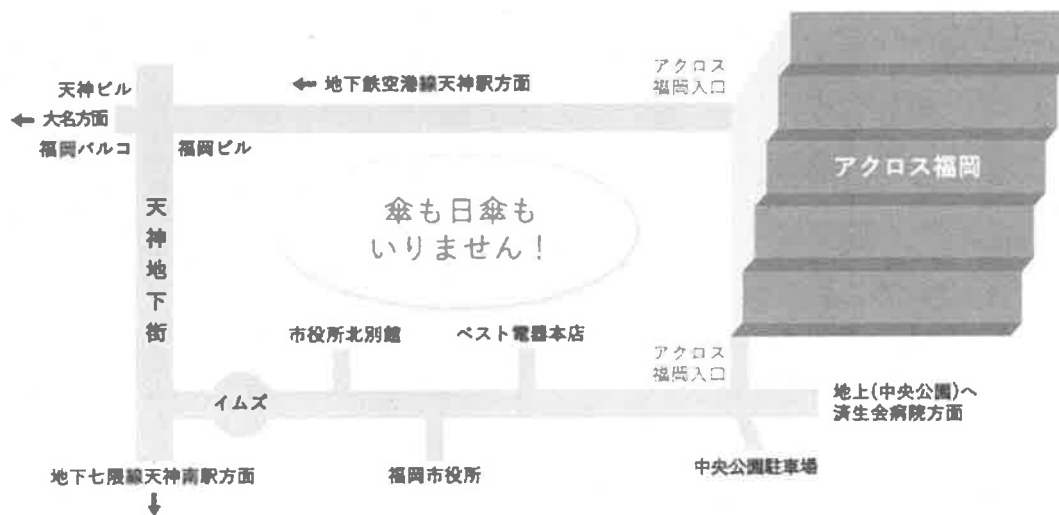 ← 地下鉄空港線天神駅方面
アクロス
福岡入口
天神ビル
← 大名方面
福岡パルコ
福岡ビル
アクロス福岡
天神地下街
傘も日傘も
いりません！
市役所北別館
ベスト電器本店
アクロス
福岡入口
イムズ
地上(中央公園)へ
済生会病院方面
地下七隈線天神南駅方面
↓
福岡市役所
中央公園駐車場